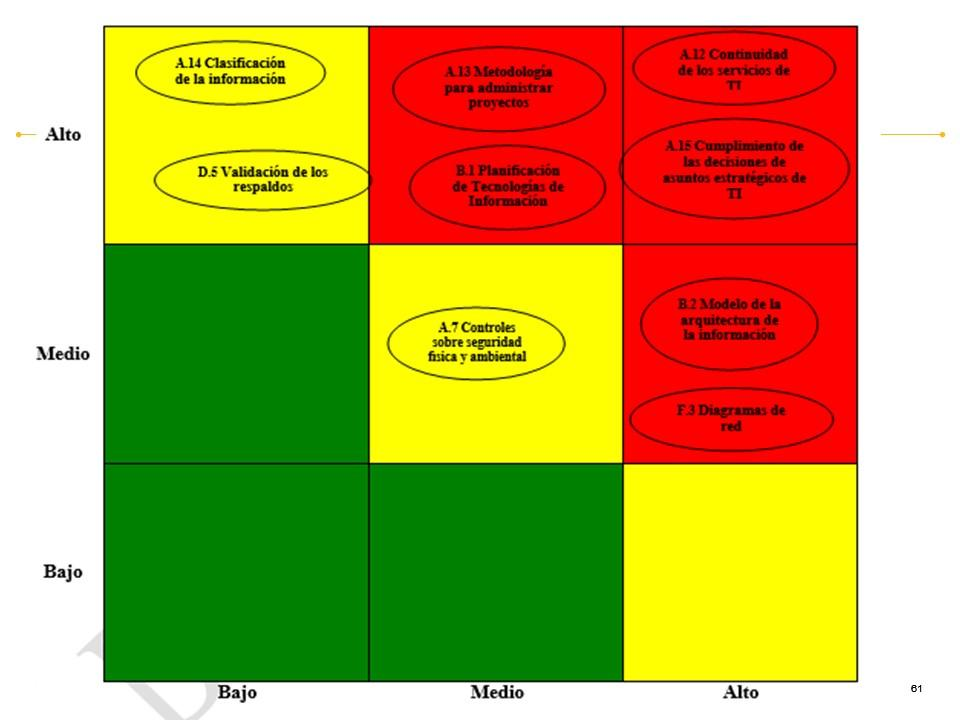 A.14 Clasificación
de la información
A.13 Metodología
para administrar
proyectos
A.12 Continuidad
de los servicios de
TI
Alto
D.5 Validación de los
respaldos
B.1 Planificación
de Tecnologías de
Información
A.15 Cumplimiento de
las decisiones de
asuntos estratégicos de
TI
Medio
A.7 Controles
sobre seguridad
física y ambiental
B.2 Modelo de la
arquitectura de
la información
F.3 Diagramas de
red
Bajo
Bajo
Medio
Alto
61